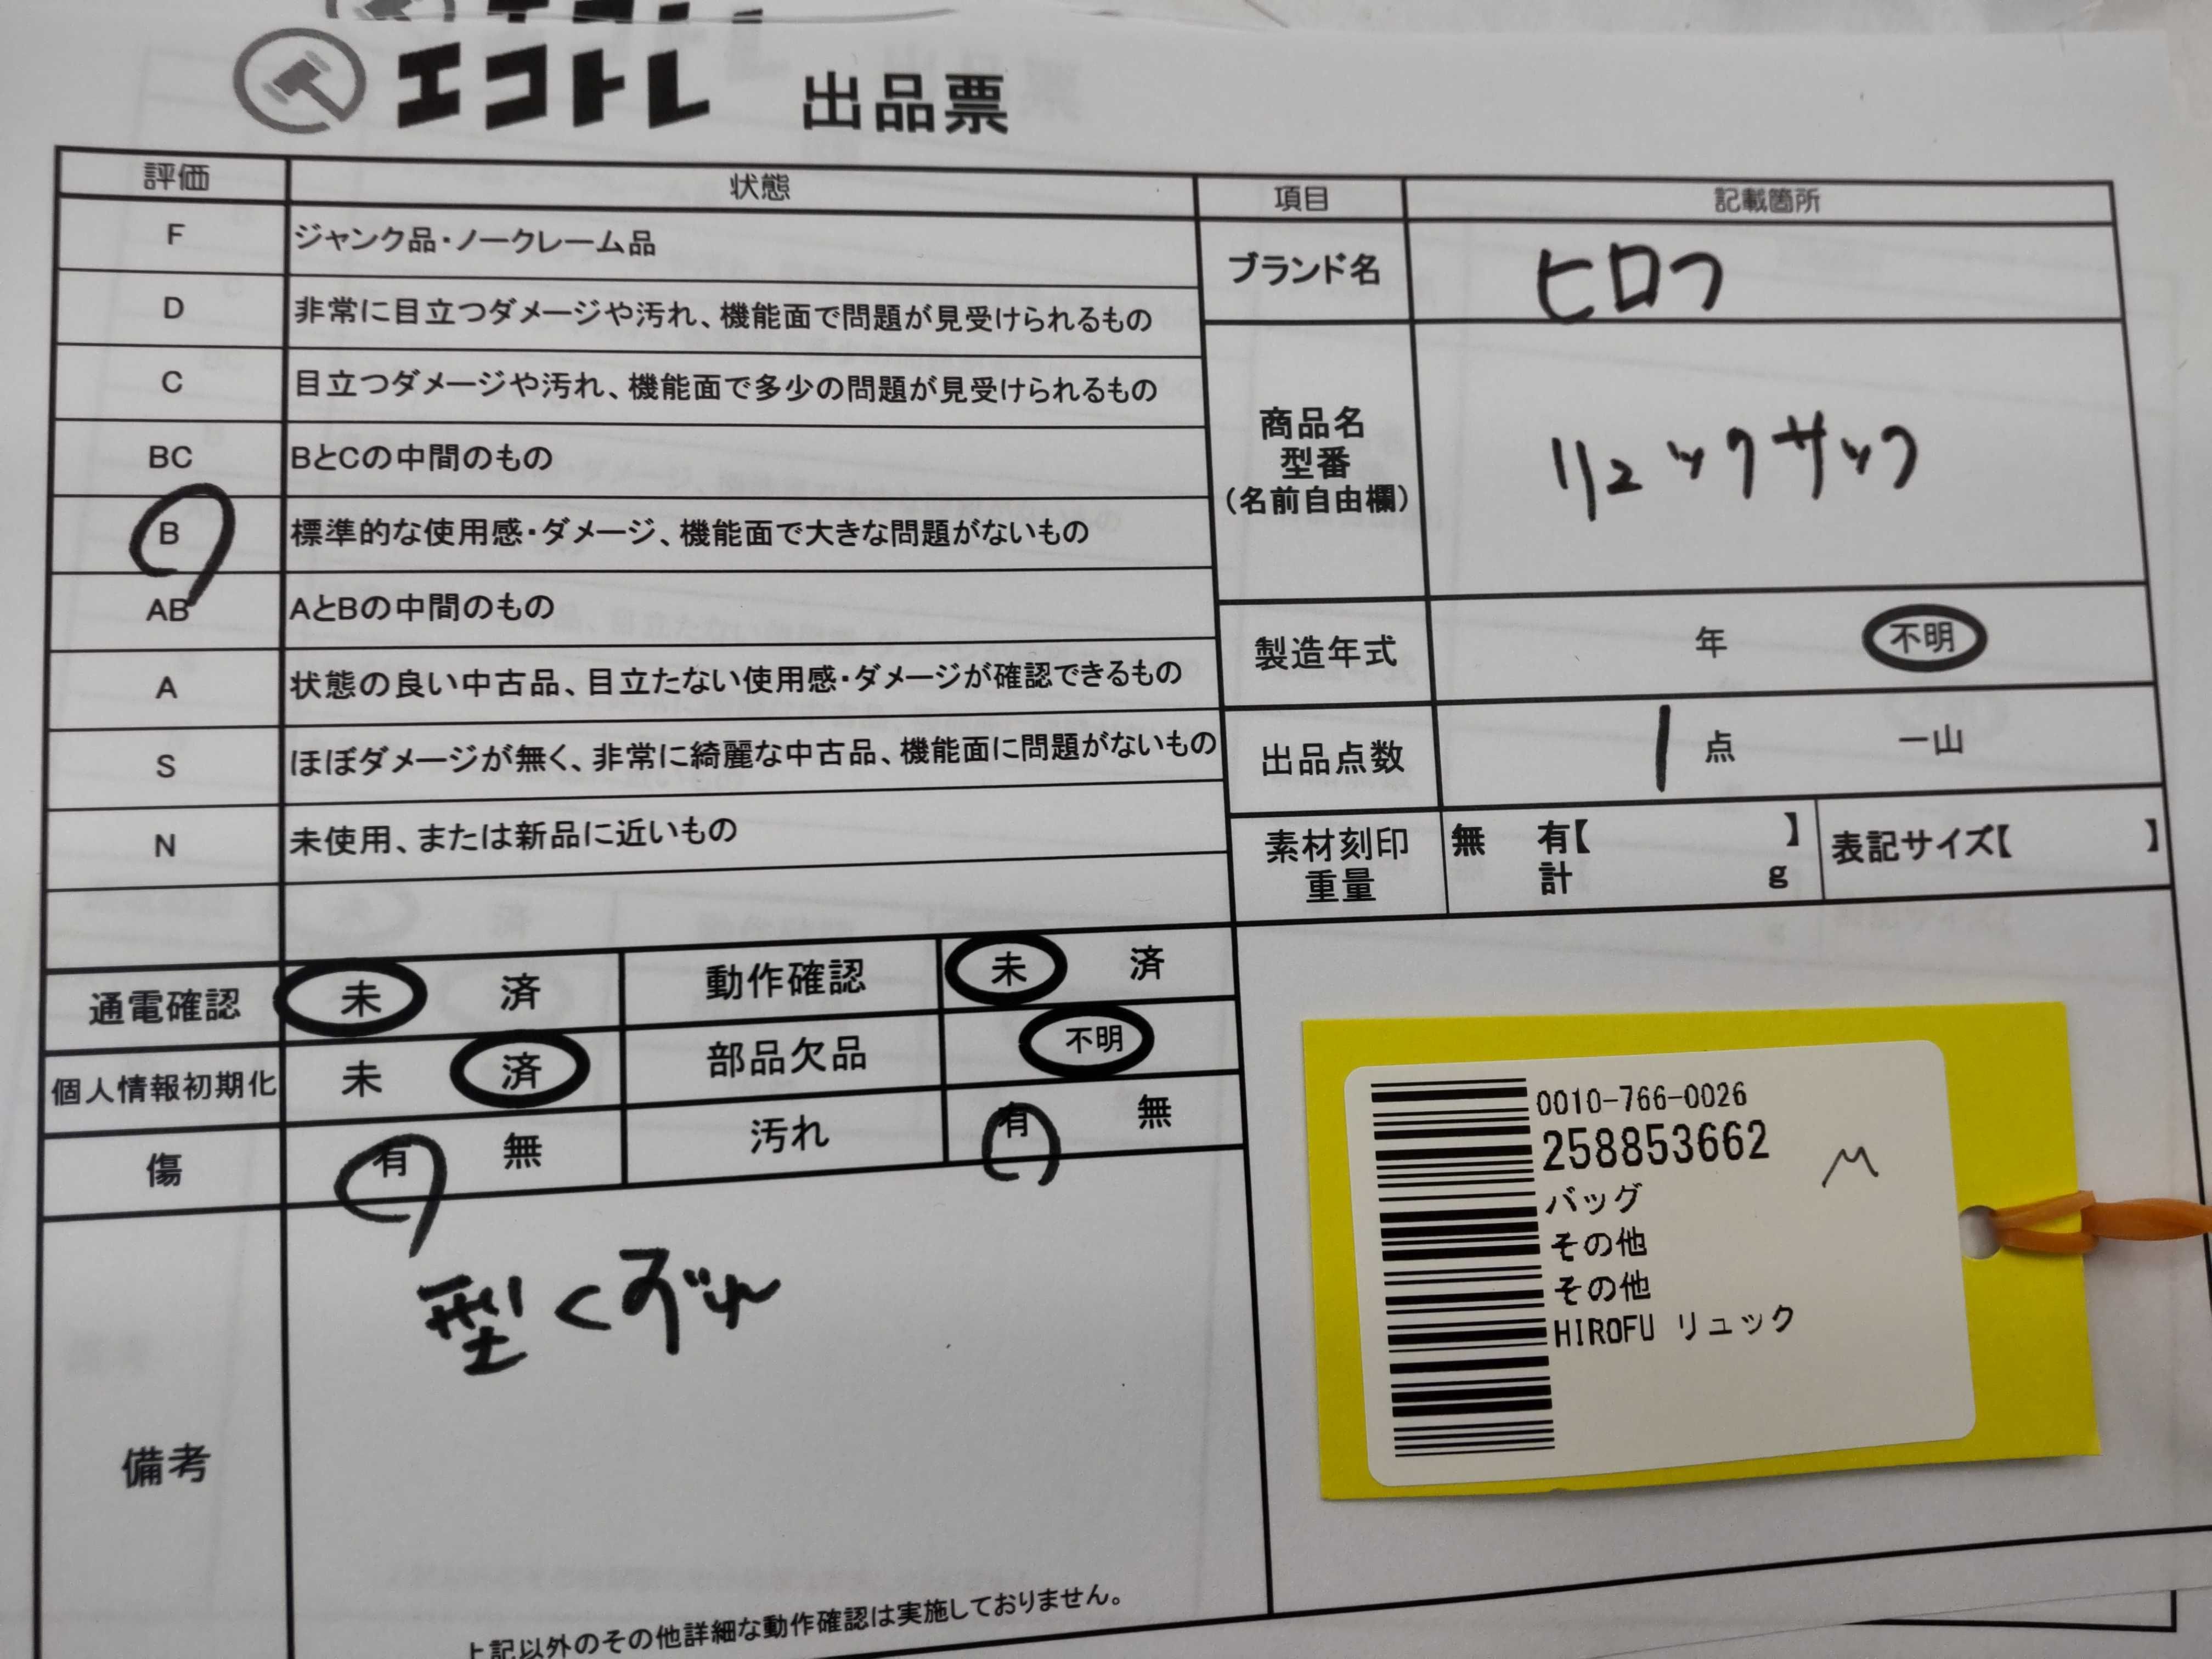 エコトレ 出品票
評価 状態
F ジャンク品・ノークレーム品
D 非常に目立つダメージや汚れ、機能面で問題が見受けられるもの
C 目立つダメージや汚れ、機能面で多少の問題が見受けられるもの
BC BとCの中間のもの
B 標準的な使用感・ダメージ、機能面で大きな問題がないもの
AB AとBの中間のもの
A 状態の良い中古品、目立たない使用感・ダメージが確認できるもの
S ほぼダメージが無く、非常に綺麗な中古品、機能面に問題がないもの
N 未使用、または新品に近いもの
項目 記載箇所
ブランド名 ヒロフ
商品名
型番
(名前自由欄)
リュックサック
製造年式 年 不明
出品点数 1 点 一山
素材刻印 無 有【 】 表記サイズ【 】
重量 計 g
通電確認 未 済 動作確認 未 済
個人情報初期化 未 済 部品欠品 不明
傷 有 無 汚れ 有 無
備考
型くずれ
上記以外のその他詳細な動作確認は実施しておりません。
0010-766-0026
258853662
バッグ
その他
その他
HIROFU リュック